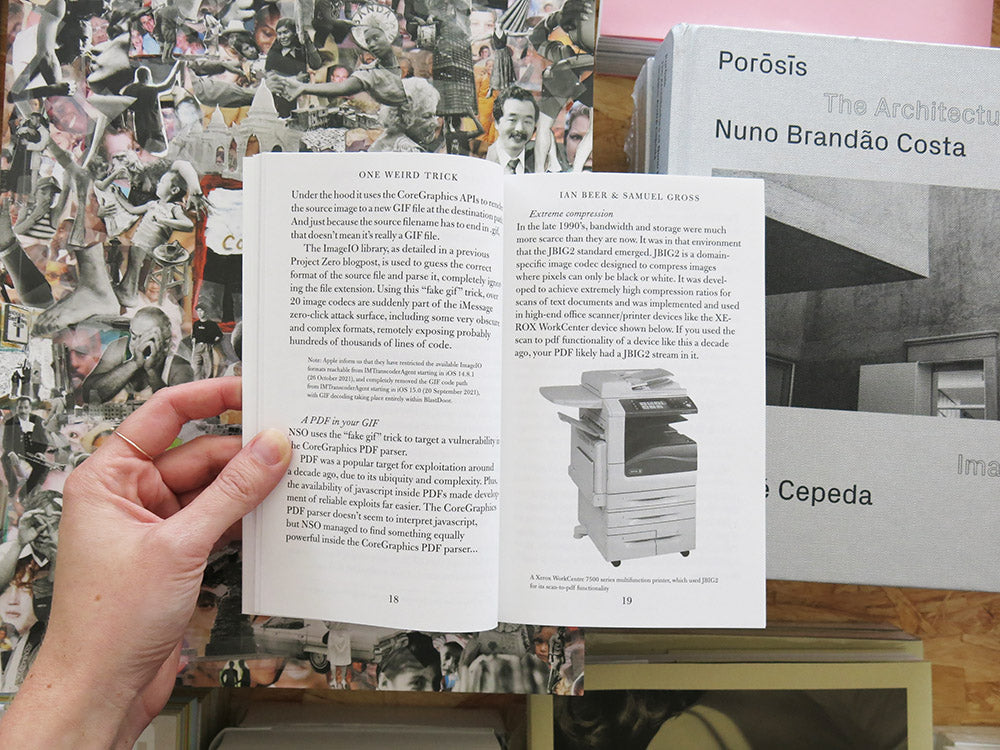 ONE WEIRD TRICK
Under the hood it uses the CoreGraphics APIs to
the source image to a new GIF file at the destination
And just because the source filename has to end in .gif,
that doesn't mean it's really a GIF file.
The ImageIO library, as detailed in a previous
Project Zero blogpost, is used to guess the correct
format of the source file and parse it, completely
ing the file extension. Using this “fake gif” trick, over
20 image codecs are suddenly part of the iMessage
zero-click attack surface, including some very obscure
and complex formats, remotely exposing probably
hundreds of thousands of lines of code.
Note: Apple inform us that they have restricted the available ImageIO
formats reachable from IMTranscoderAgent starting in iOS 14.8.1
(26 October 2021), and completely removed the GIF code path
from IMTranscoderAgent starting in iOS 15.0 (20 September 2021),
with GIF decoding taking place entirely within BlastDoor.
A PDF in your GIF
NSO uses the “fake gif” trick to target a vulnerability
the CoreGraphics PDF parser.
PDF was a popular target for exploitation around
a decade ago, due to its ubiquity and complexity. Plus,
the availability of javascript inside PDFs made
ment of reliable exploits far easier. The CoreGraphics
PDF parser doesn't seem to interpret javascript,
but NSO managed to find something equally
powerful inside the CoreGraphics PDF parser...
18
IAN BEER & SAMUEL GROSS
Extreme compression
In the late 1990's, bandwidth and storage were much
more scarce than they are now. It was in that environment
that the JBIG2 standard emerged. JBIG2 is a domain-
specific image codec designed to compress images
where pixels can only be black or white. It was devel-
oped to achieve extremely high compression ratios for
scans of text documents and was implemented and used
in high-end office scanner/printer devices like the XE-
ROX WorkCenter device shown below. If you used the
scan to pdf functionality of a device like this a decade
ago, your PDF likely had a JBIG2 stream in it.
A Xerox WorkCentre 7500 series multifunction printer, which used JBIG2
for its scan-to-pdf functionality
19
Porōsīs
The Architectu
Nuno Brandão Costa
Ima
é Cepeda